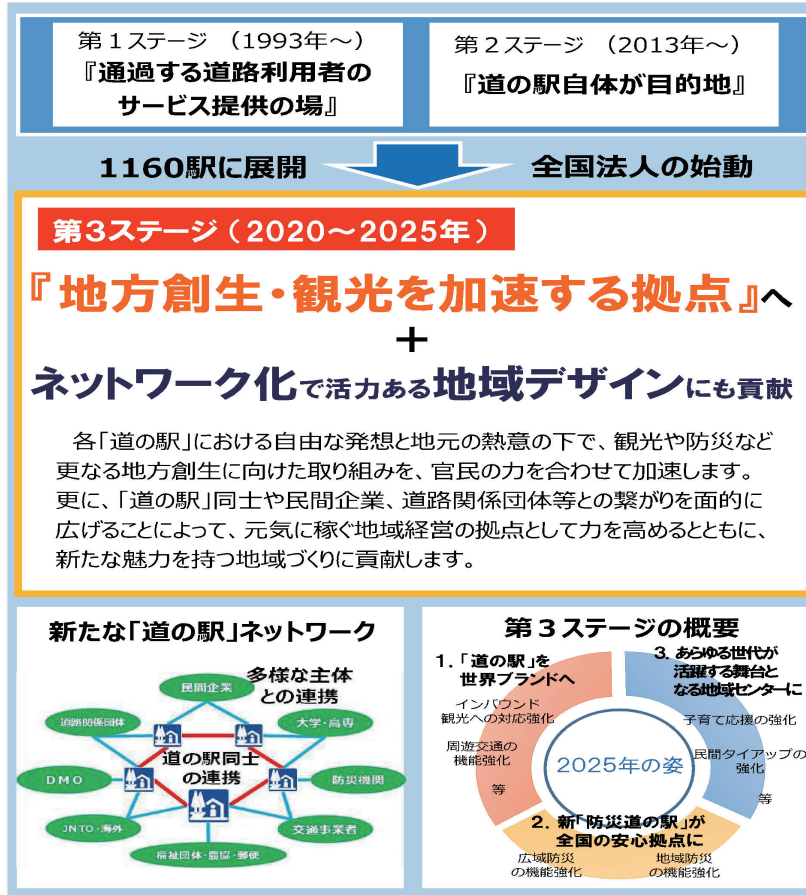 第1ステージ （1993年～）
『通過する道路利用者の
サービス提供の場』
第2ステージ （2013年～）
『道の駅自体が目的地』
1160駅に展開
全国法人の始動
第3ステージ（2020～2025年）
『地方創生・観光を加速する拠点』へ
+
ネットワーク化で活力ある地域デザインにも貢献
各「道の駅」における自由な発想と地元の熱意の下で、観光や防災など
更なる地方創生に向けた取り組みを、官民の力を合わせて加速します。
更に、「道の駅」同士や民間企業、道路関係団体等との繋がりを面的に
広げることによって、元気に稼ぐ地域経営の拠点として力を高めるとともに、
新たな魅力を持つ地域づくりに貢献します。
新たな「道の駅」ネットワーク
多様な主体
との連携
民間企業
道路関係団体
大学・高専
道の駅同士
の連携
DMO
防災機関
JNTO・海外
交通事業者
福祉団体・農協・郵便
第3ステージの概要
1. 「道の駅」を
世界ブランドへ
インバウンド
観光への対応強化
周遊交通の
機能強化
等
3. あらゆる世代が
活躍する舞台と
なる地域センターに
子育て応援の強化
民間タイアップの
強化
等
2025年の姿
2. 新「防災道の駅」が
全国の安心拠点に
広域防災
の機能強化
地域防災
の機能強化